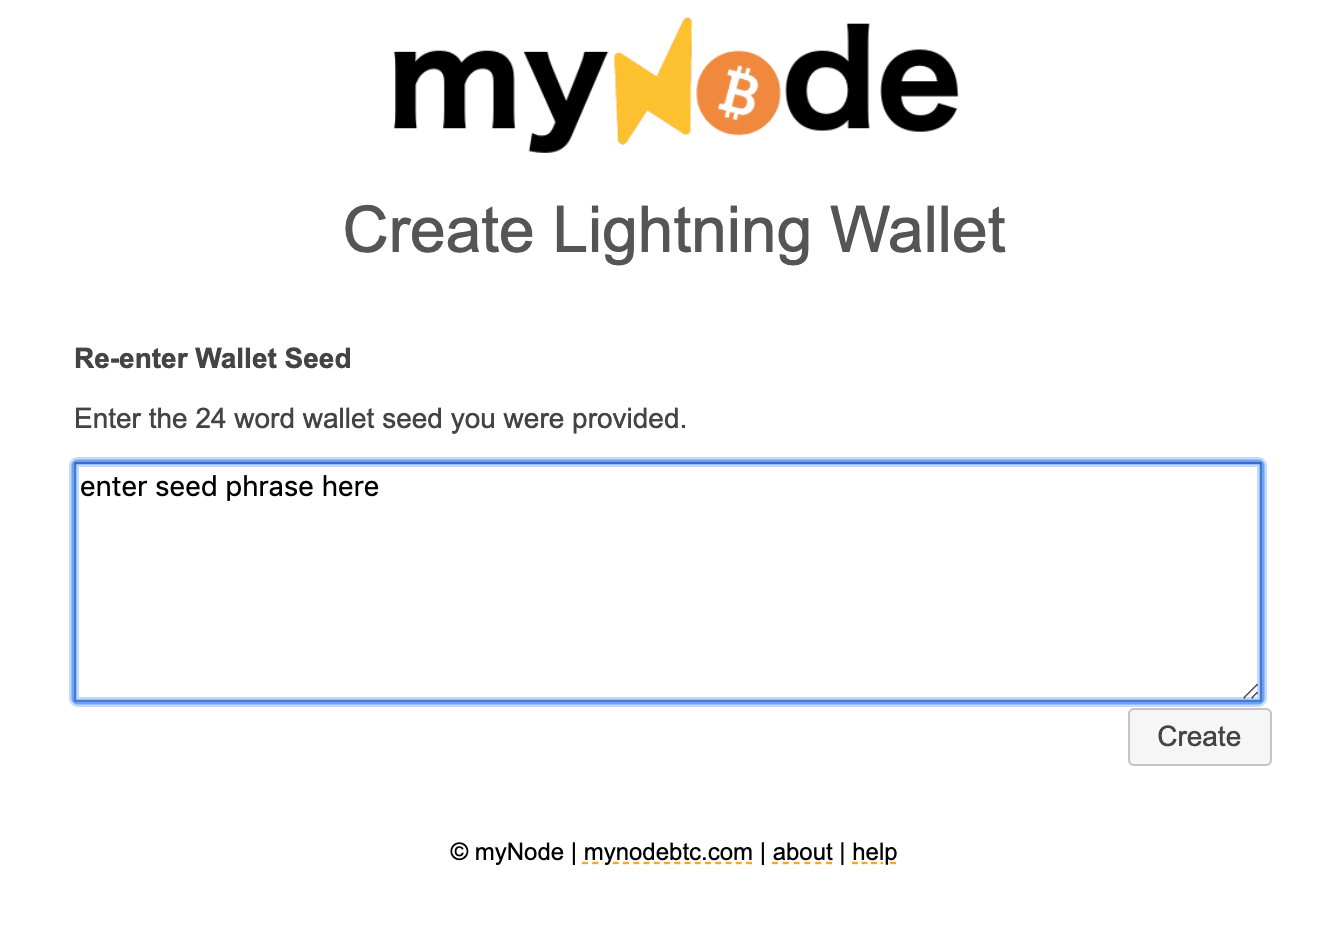 myNode
Create Lightning Wallet
Re-enter Wallet Seed
Enter the 24 word wallet seed you were provided.
enter seed phrase here
Create
© myNode | mynodebtc.com | about | help